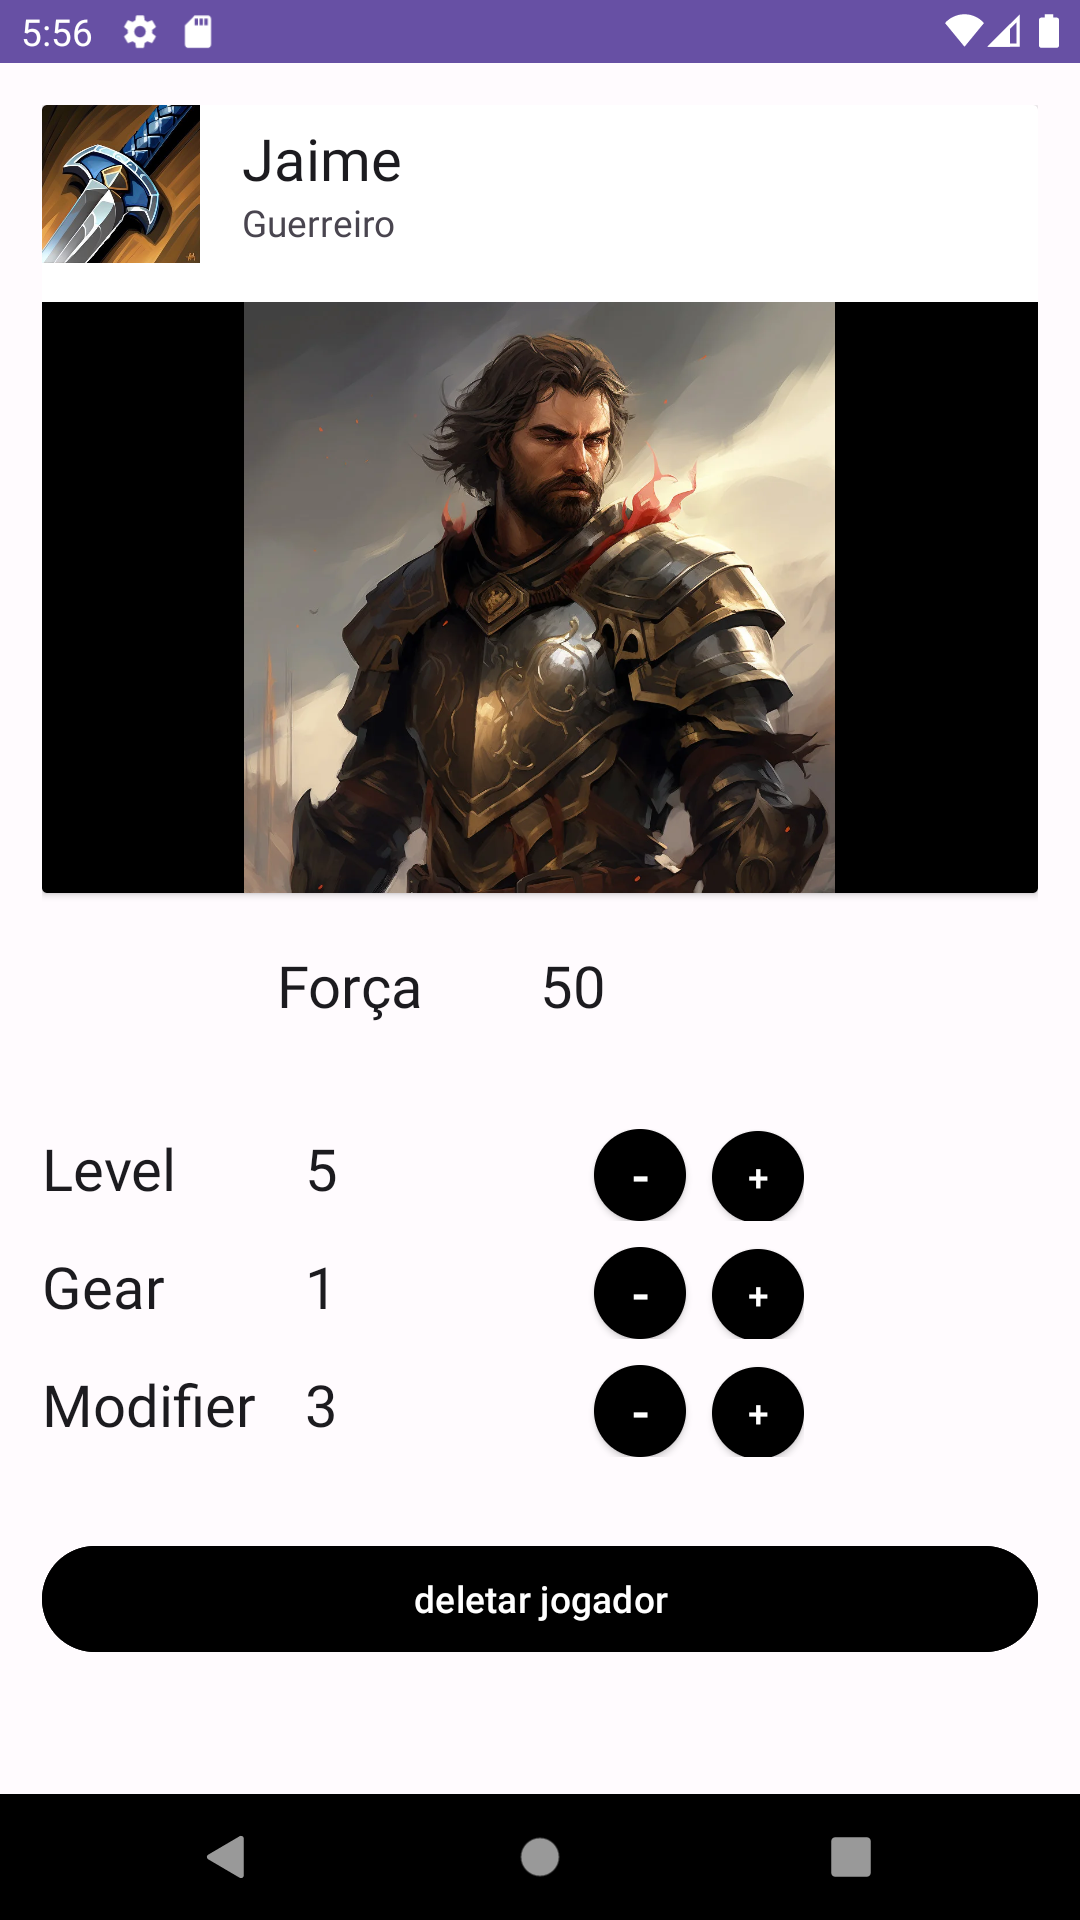 5:56
Jaime
Guerreiro
Força 50
Level 5 - +
Gear 1 - +
Modifier 3 - +
deletar jogador